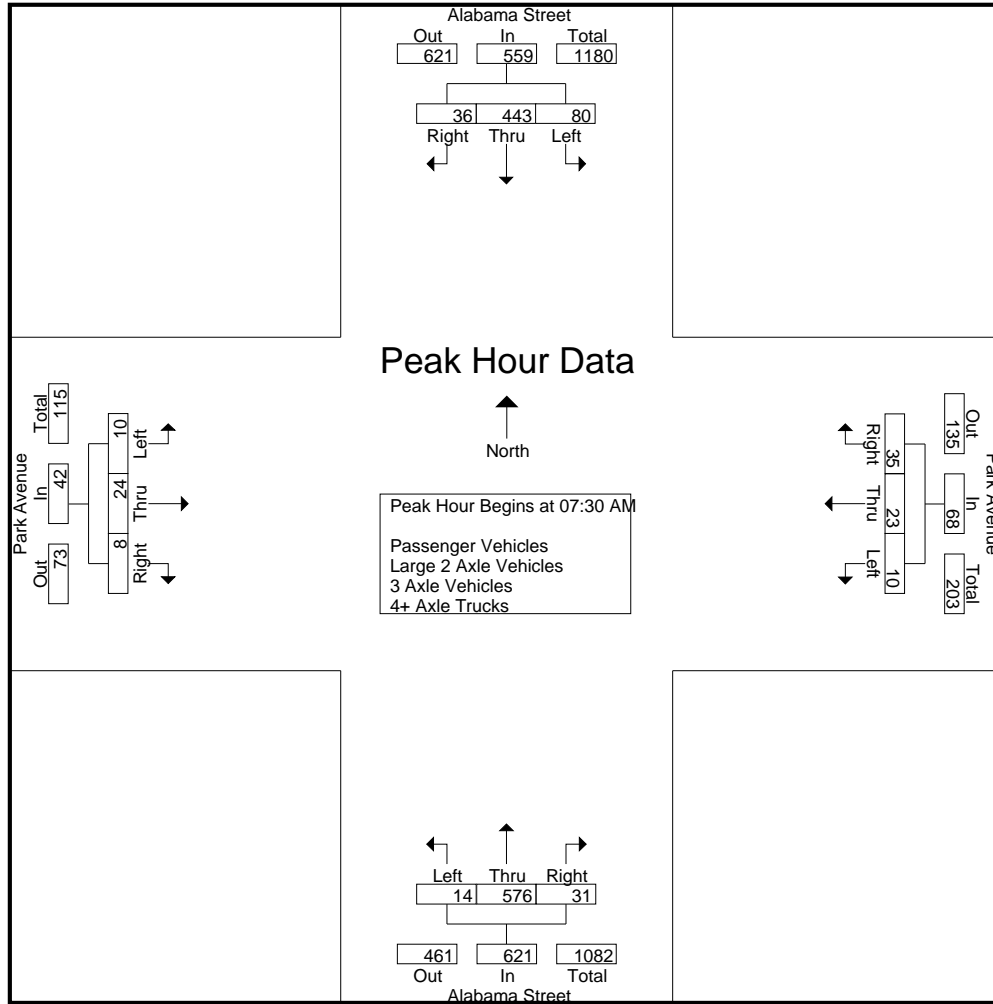 Alabama Street
Out In Total
621 559 1180
36 443 80
Right Thru Left
Peak Hour Data
North
Peak Hour Begins at 07:30 AM
Passenger Vehicles
Large 2 Axle Vehicles
3 Axle Vehicles
4+ Axle Trucks
Park Avenue
Out In Total
73 42 115
8 24 10
Right Thru Left
Park Avenue
Out In Total
135 68 203
35 23 10
Right Thru Left
Left Thru Right
14 576 31
461 621 1082
Out In Total
Alabama Street